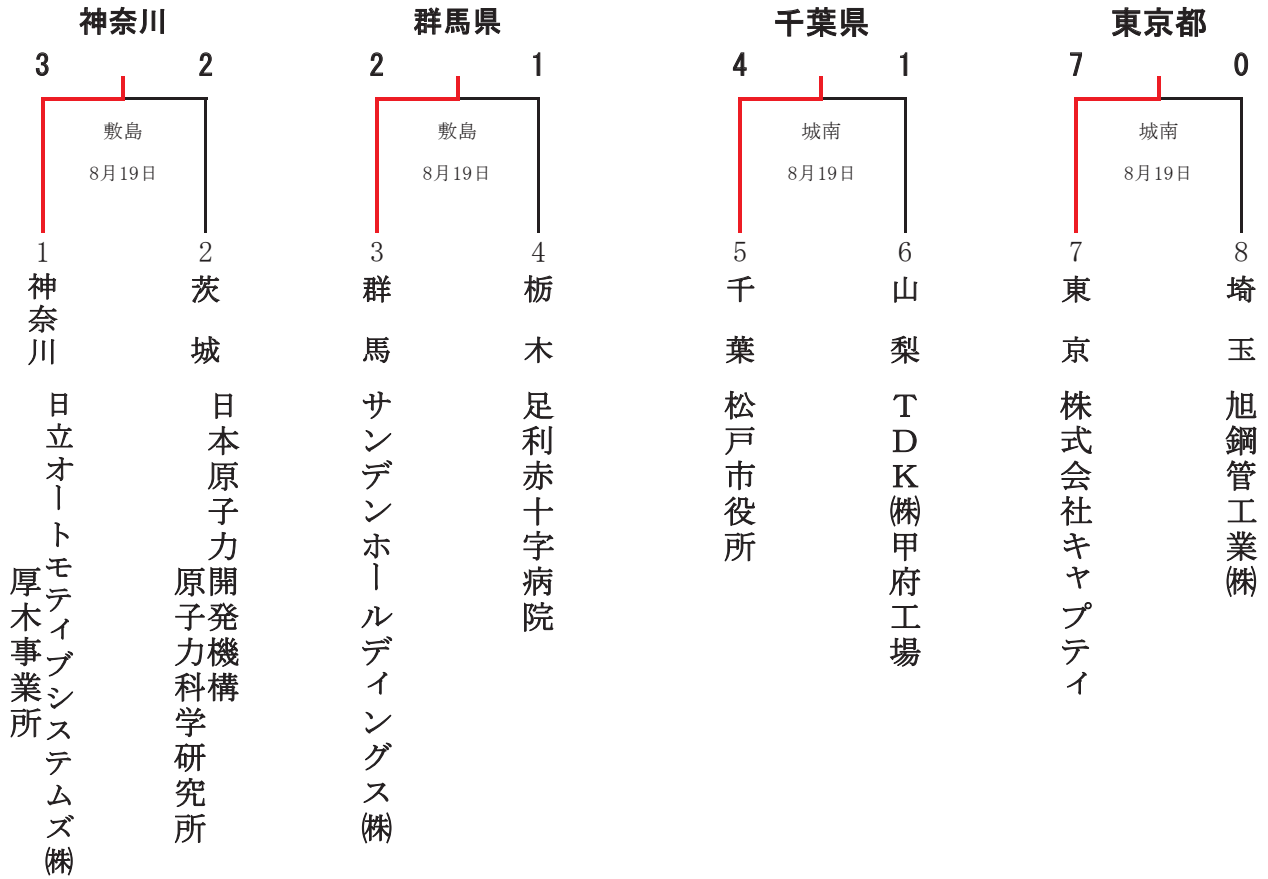 神奈川
3
2
敷島
8月19日
1
神奈川
日立オートモティブシステムズ㈱
厚木事業所
2
茨城
日本原子力開発機構
原子力科学研究所
群馬県
2
1
敷島
8月19日
3
群馬
サンデンホールディングス㈱
4
栃木
足利赤十字病院
千葉県
4
1
城南
8月19日
5
千葉
松戸市役所
6
山梨
TDK㈱甲府工場
東京都
7
0
城南
8月19日
7
東京
株式会社キャプティ
8
埼玉
旭鋼管工業㈱